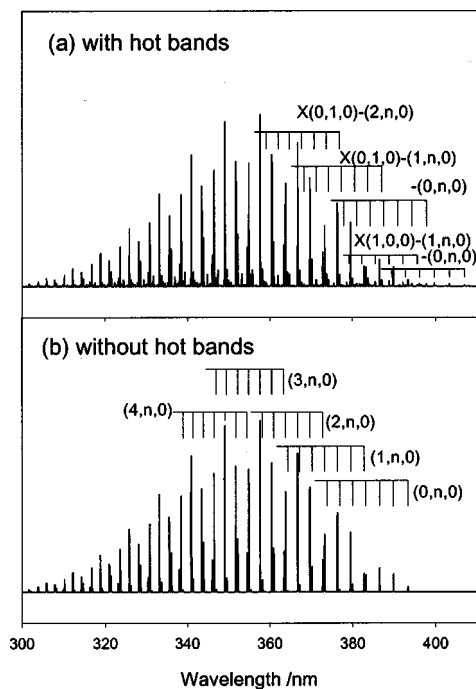 (a) with hot bands
X(0,1,0)-(2,n,0)
X(0,1,0)-(1,n,0)
-(0,n,0)
X(1,0,0)-(1,n,0)
-(0,n,0)
(b) without hot bands
(3,n,0)
(4,n,0)
(2,n,0)
(1,n,0)
(0,n,0)
300 320 340 360 380 400
Wavelength /nm